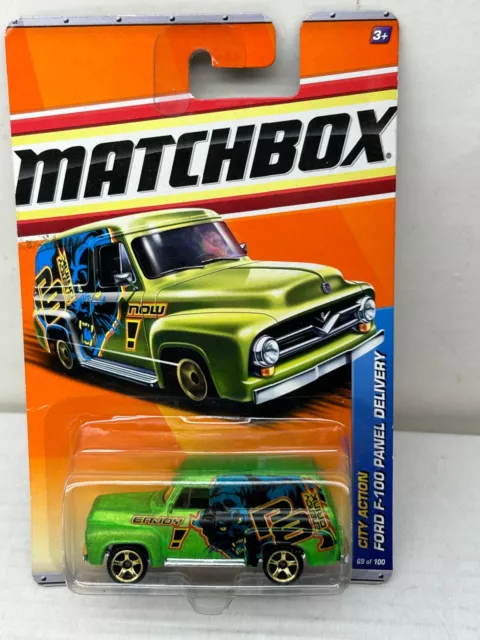 3+
MATCHBOX
now
!
CITY ACTION
FORD F-100 PANEL DELIVERY
69 of 100
ENJOY!